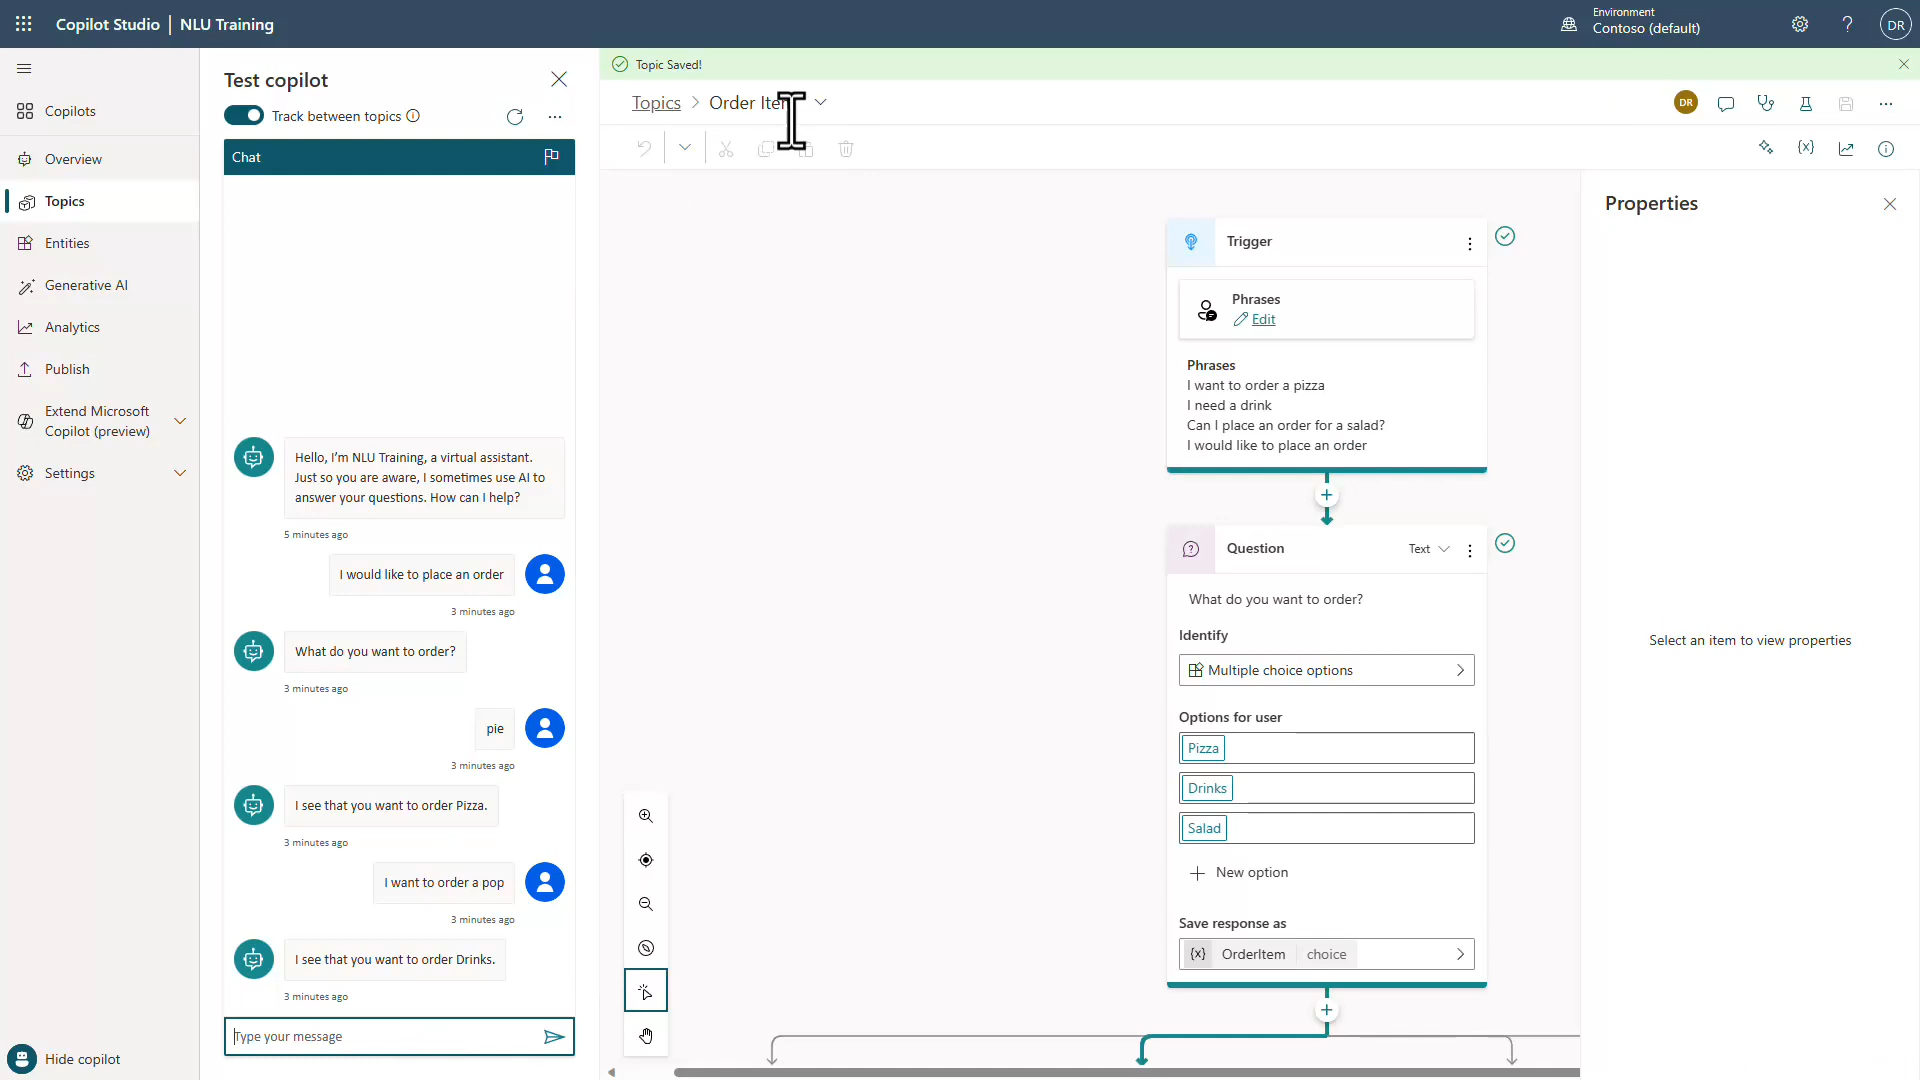 Copilot Studio | NLU Training
Environment
Contoso (default)
?
DR
Copilots
Overview
Topics
Entities
Generative AI
Analytics
Publish
Extend Microsoft
Copilot (preview)
Settings
Hide copilot
Test copilot
Track between topics
Chat
Hello, I'm NLU Training, a virtual assistant.
Just so you are aware, I sometimes use AI to
answer your questions. How can I help?
5 minutes ago
I would like to place an order
3 minutes ago
What do you want to order?
3 minutes ago
pie
3 minutes ago
I see that you want to order Pizza.
3 minutes ago
I want to order a pop
3 minutes ago
I see that you want to order Drinks.
3 minutes ago
Type your message
Topic Saved!
Topics > Order Item
DR
{x}
Trigger
Phrases
Edit
Phrases
I want to order a pizza
I need a drink
Can I place an order for a salad?
I would like to place an order
Question
Text
What do you want to order?
Identify
Multiple choice options
Options for user
Pizza
Drinks
Salad
New option
Save response as
{x} OrderItem choice
Properties
Select an item to view properties